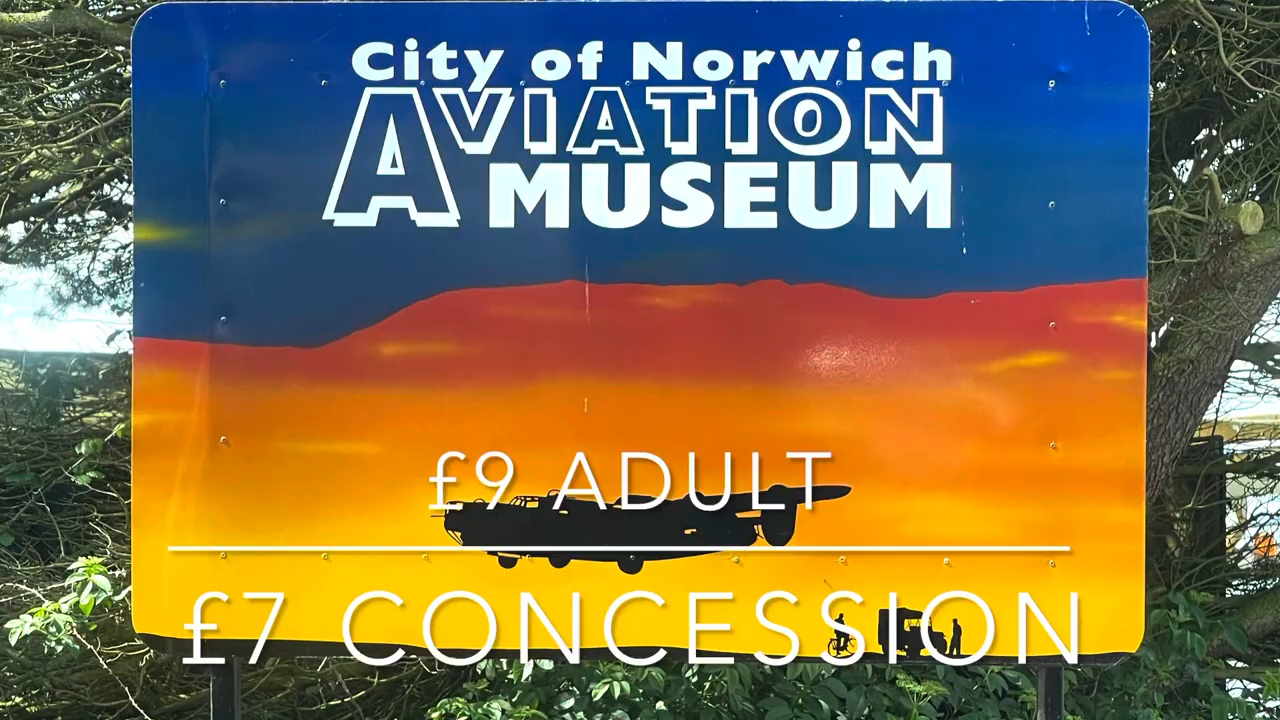 City of Norwich
AVIATION
MUSEUM
£9 ADULT
£7 CONCESSION